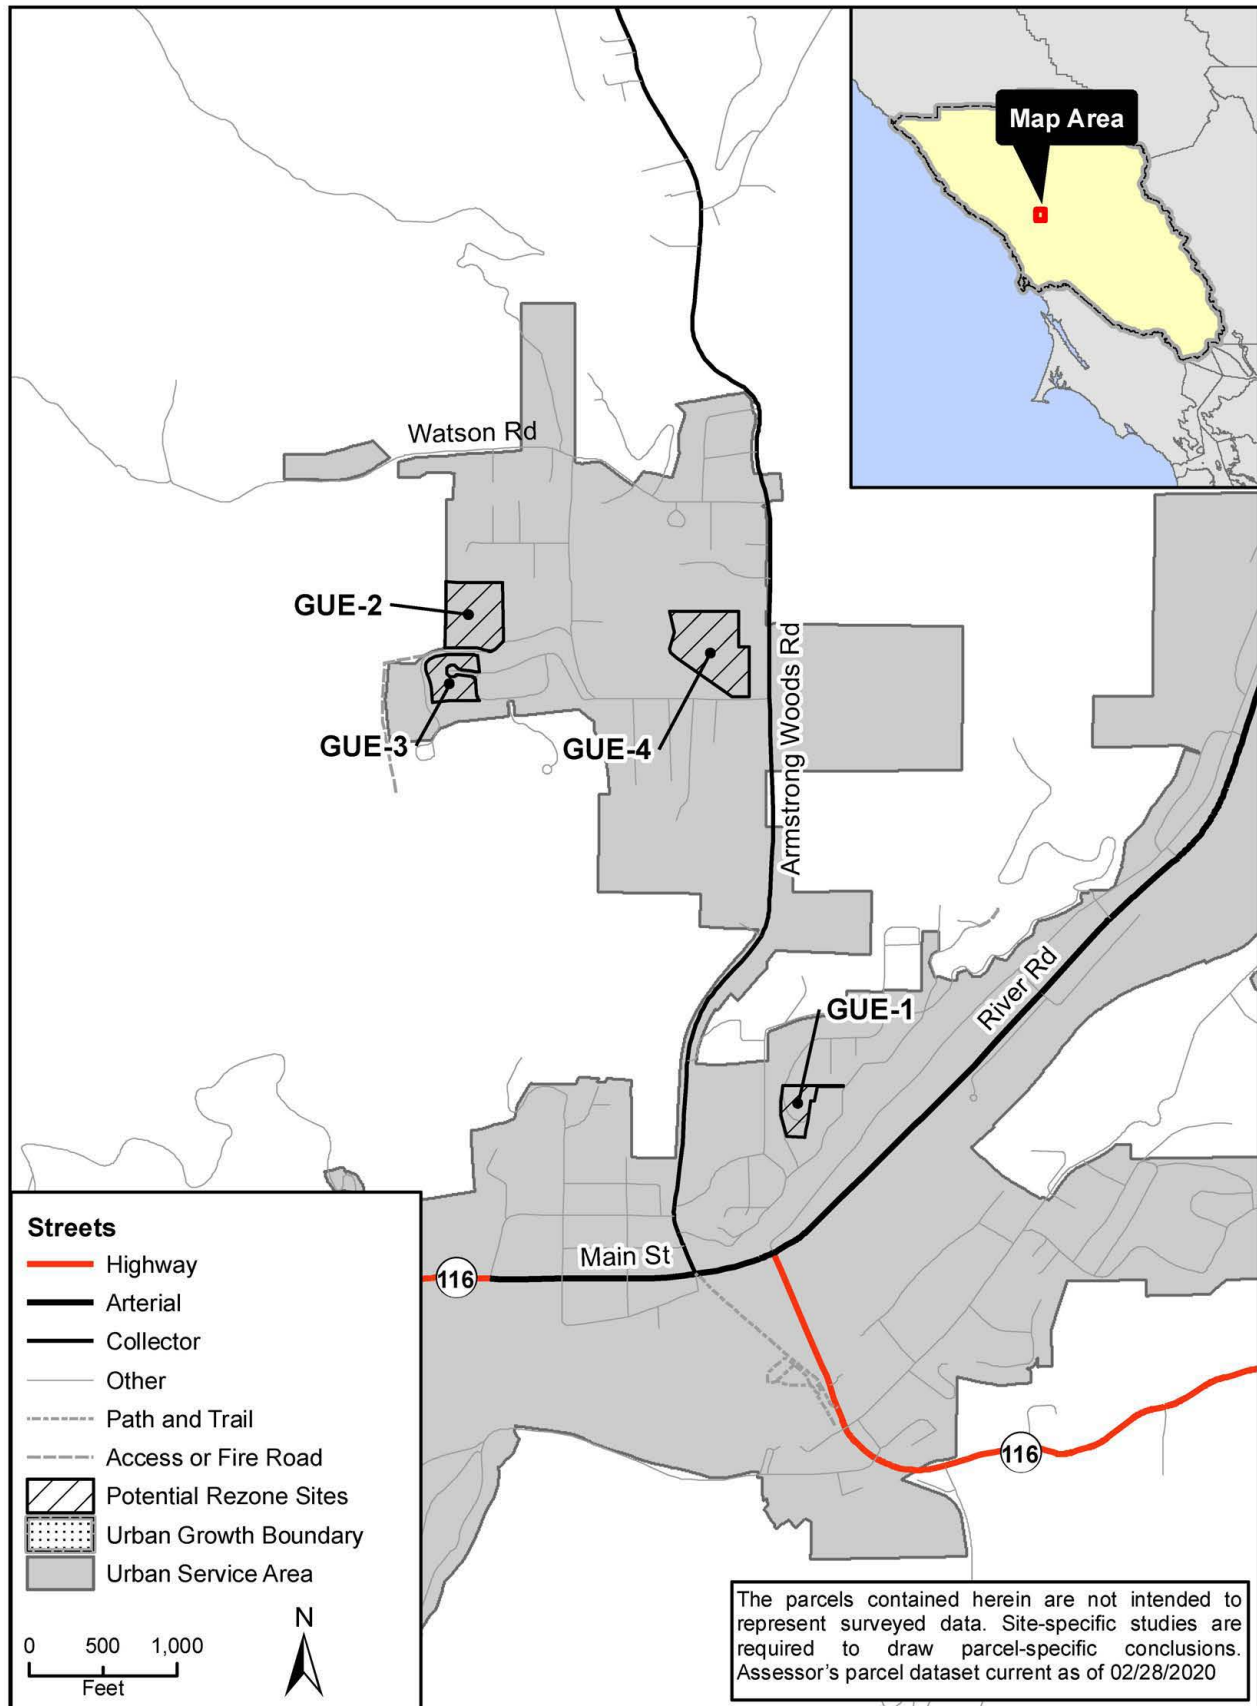 Map Area
Watson Rd
GUE-2
GUE-3
GUE-4
Armstrong Woods Rd
GUE-1
River Rd
Main St
116
116
Streets
Highway
Arterial
Collector
Other
Path and Trail
Access or Fire Road
Potential Rezone Sites
Urban Growth Boundary
Urban Service Area
N
0 500 1,000
Feet
The parcels contained herein are not intended to
represent surveyed data. Site-specific studies are
required to draw parcel-specific conclusions.
Assessor's parcel dataset current as of 02/28/2020